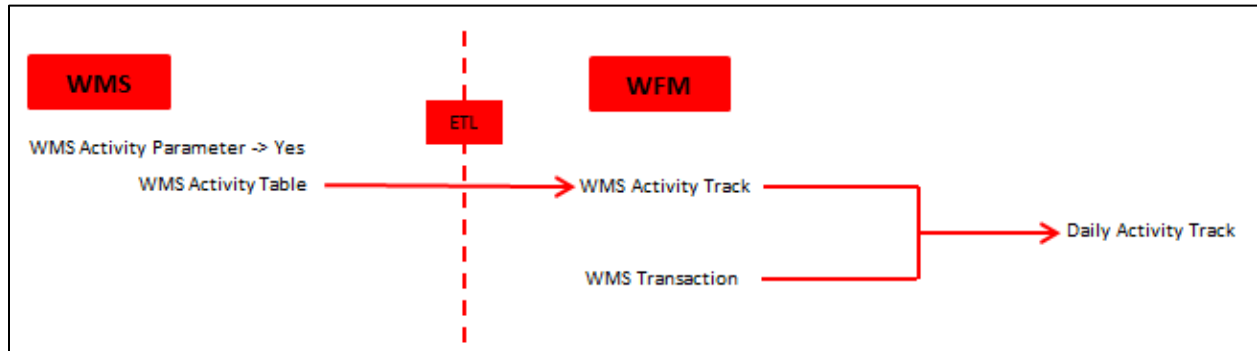 WMS
WFM
ETL
WMS Activity Parameter -> Yes
WMS Activity Table
WMS Activity Track
Daily Activity Track
WMS Transaction